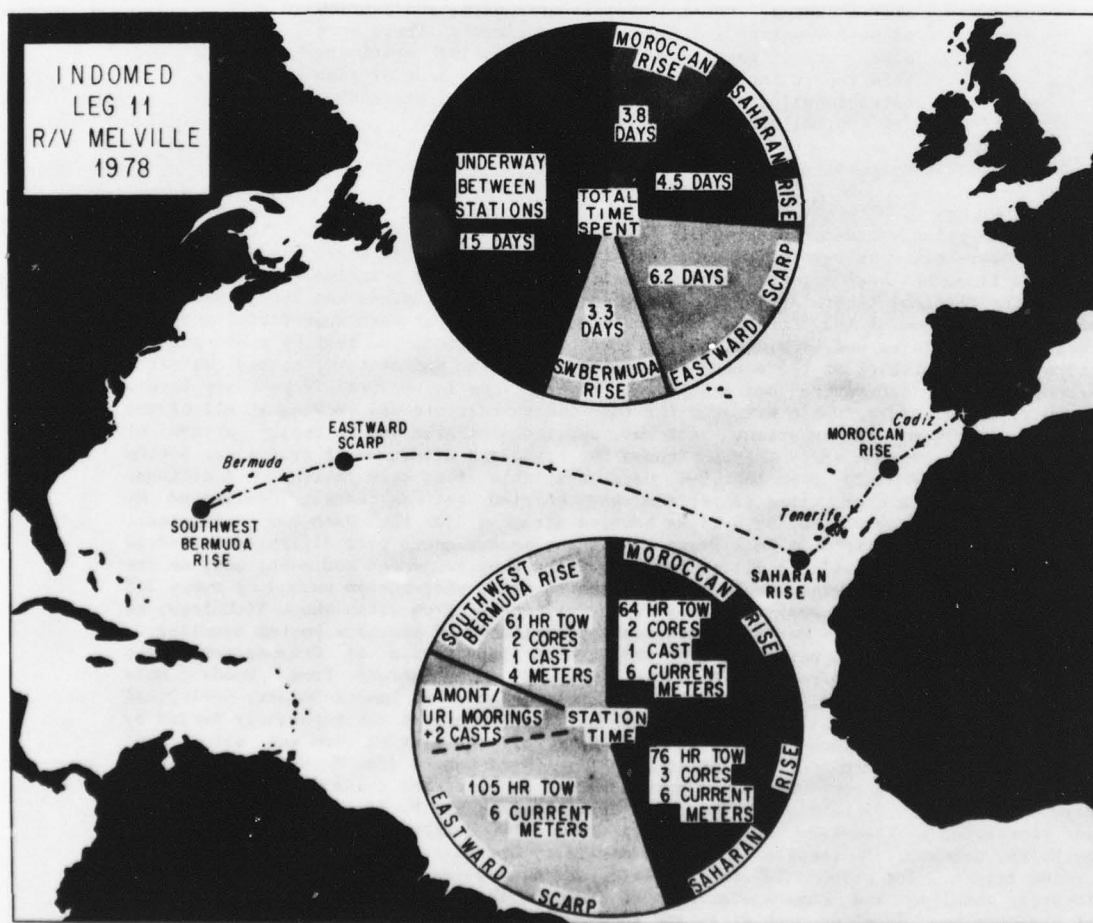 INDOMED
LEG 11
R/V MELVILLE
1978
MOROCCAN
RISE
3.8
DAYS
SAHARAN RISE
4.5 DAYS
UNDERWAY
BETWEEN
STATIONS
15 DAYS
TOTAL
TIME
SPENT
6.2 DAYS
EASTWARD SCARP
3.3
DAYS
S.W.BERMUDA
RISE
Cadiz
MOROCCAN
RISE
Tenerife
SAHARAN
RISE
EASTWARD
SCARP
Bermuda
SOUTHWEST
BERMUDA
RISE
SOUTHWEST
BERMUDA RISE
61 HR TOW
2 CORES
1 CAST
4 METERS
MOROCCAN RISE
64 HR TOW
2 CORES
1 CAST
6 CURRENT
METERS
LAMONT/
URI MOORINGS
+2 CASTS
STATION
TIME
76 HR TOW
3 CORES
6 CURRENT
METERS
SAHARAN RISE
105 HR TOW
6 CURRENT
METERS
EASTWARD SCARP